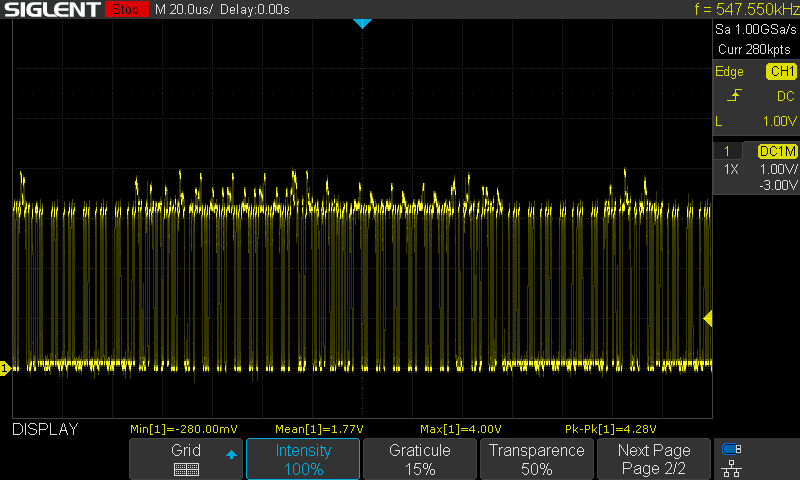 SIGLENT Stop M 20.0us/ Delay:0.00s f = 547.550kHz
Sa 1.00GSa/s
Curr 280kpts
Edge CH1
DC
L 1.00V
1 DC1M
1X 1.00V/
-3.00V
1
DISPLAY Min[1]=-280.00mV Mean[1]=1.77V Max[1]=4.00V Pk-Pk[1]=4.28V
Grid Intensity Graticule Transparence Next Page
100% 15% 50% Page 2/2